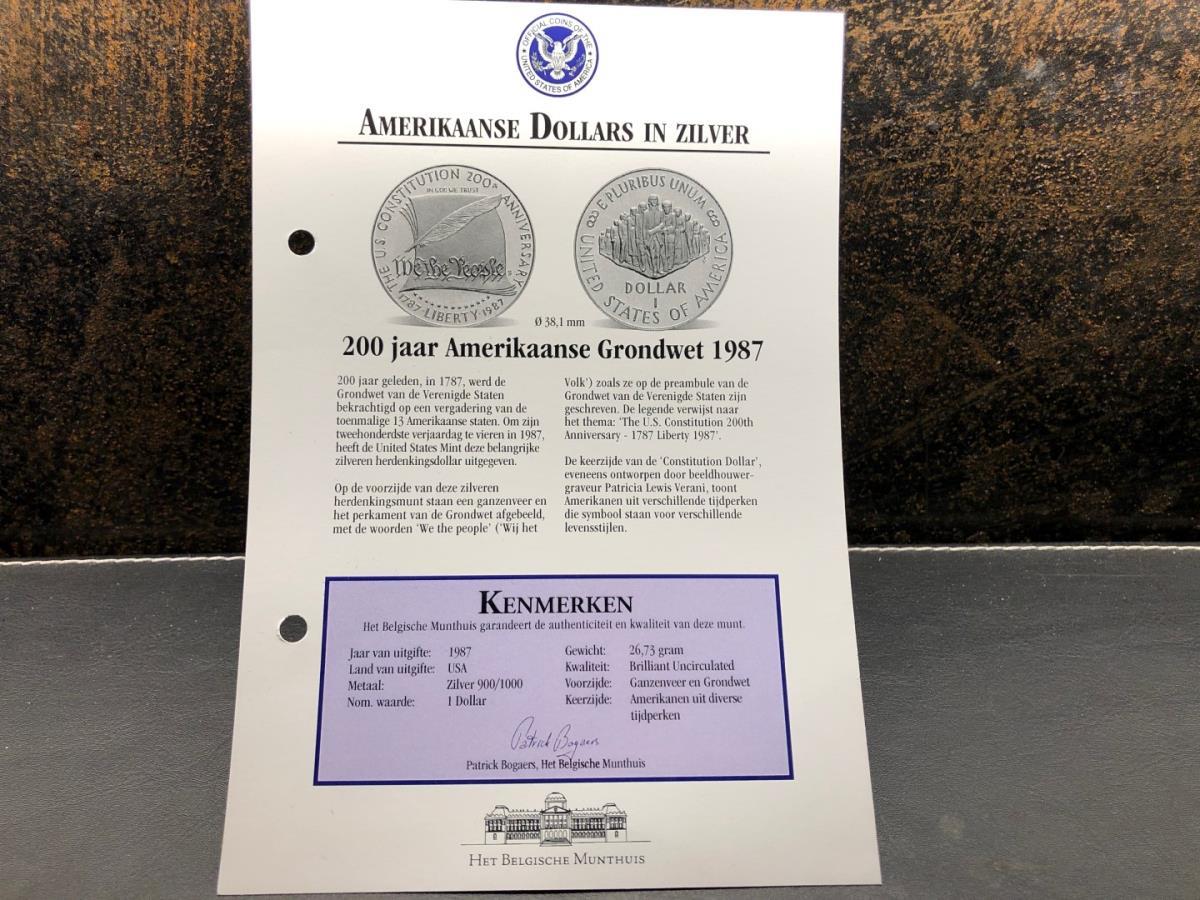 OFFICIAL COINS OF THE
UNITED STATES OF AMERICA
AMERIKAANSE DOLLARS IN ZILVER
THE U.S. CONSTITUTION 200th ANNIVERSARY
IN GOD WE TRUST
We the People
1787 LIBERTY 1987
E PLURIBUS UNUM
DOLLAR
1
UNITED STATES OF AMERICA
Ø 38,1 mm
200 jaar Amerikaanse Grondwet 1987
200 jaar geleden, in 1787, werd de
Grondwet van de Verenigde Staten
bekrachtigd op een vergadering van de
toenmalige 13 Amerikaanse staten. Om zijn
tweehonderdste verjaardag te vieren in 1987,
heeft de United States Mint deze belangrijke
zilveren herdenkingsdollar uitgegeven.
Op de voorzijde van deze zilveren
herdenkingsmunt staan een ganzenveer en
het perkament van de Grondwet afgebeeld,
met de woorden ‘We the people’ (‘Wij het
Volk’) zoals ze op de preambule van de
Grondwet van de Verenigde Staten zijn
geschreven. De legende verwijst naar
het thema: ‘The U.S. Constitution 200th
Anniversary - 1787 Liberty 1987’.
De keerzijde van de ‘Constitution Dollar’,
eveneens ontworpen door beeldhouwer-
graveur Patricia Lewis Verani, toont
Amerikanen uit verschillende tijdperken
die symbool staan voor verschillende
levensstijlen.
KENMERKEN
Het Belgische Munthuis garandeert de authenticiteit en kwaliteit van deze munt.
Jaar van uitgifte: 1987
Land van uitgifte: USA
Metaal: Zilver 900/1000
Nom. waarde: 1 Dollar
Gewicht: 26,73 gram
Kwaliteit: Brilliant Uncirculated
Voorzijde: Ganzenveer en Grondwet
Keerzijde: Amerikanen uit diverse
tijdperken
Patrick Bogaers
Patrick Bogaers, Het Belgische Munthuis
HET BELGISCHE MUNTHUIS